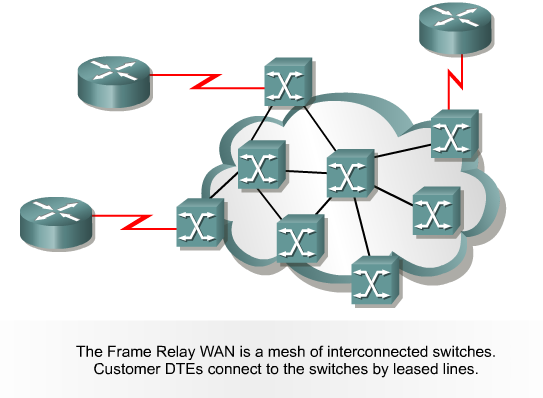 The Frame Relay WAN is a mesh of interconnected switches.
Customer DTEs connect to the switches by leased lines.